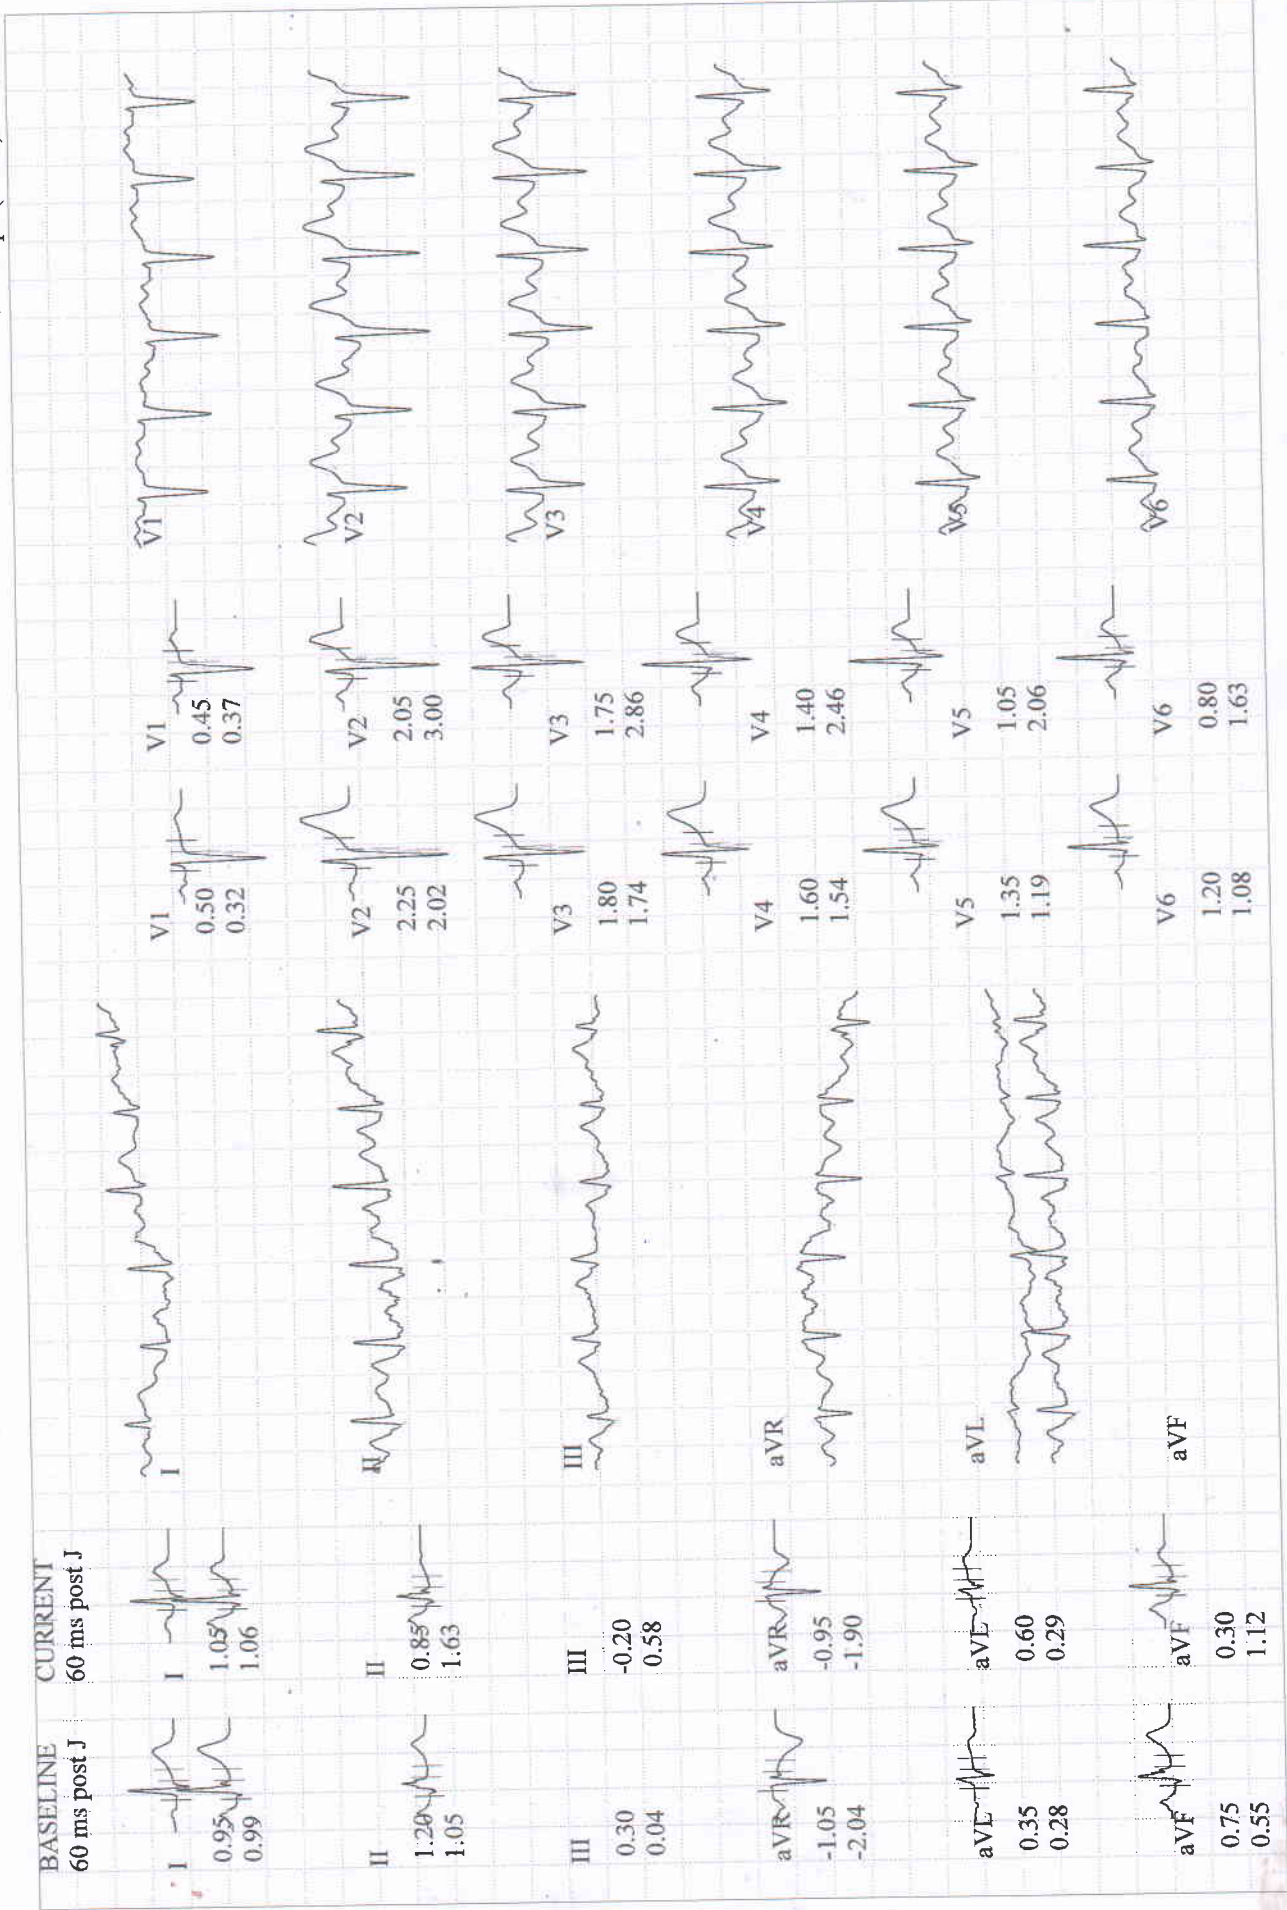 BASELINE
60 ms post J
CURRENT
60 ms post J
I
0.95
0.99
I
1.05
1.06
I
V1
0.50
0.32
V1
0.45
0.37
V1
II
1.20
1.05
II
0.85
1.63
II
V2
2.25
2.02
V2
2.05
3.00
V2
III
0.30
0.04
III
-0.20
0.58
III
V3
1.80
1.74
V3
1.75
2.86
V3
aVR
-1.05
-2.04
aVR
-0.95
-1.90
aVR
V4
1.60
1.54
V4
1.40
2.46
V4
aVL
0.35
0.28
aVL
0.60
0.29
aVL
V5
1.35
1.19
V5
1.05
2.06
V5
aVF
0.75
0.55
aVF
0.30
1.12
aVF
V6
1.20
1.08
V6
0.80
1.63
V6